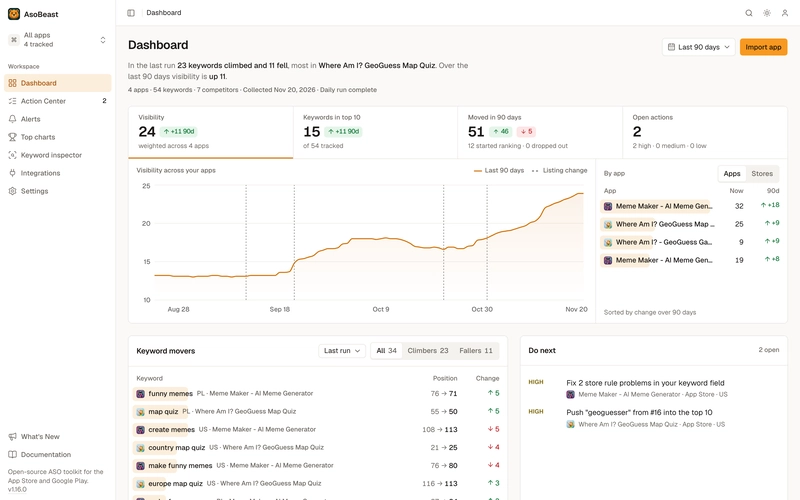 AsoBeast
All apps
4 tracked
Workspace
Dashboard
Action Center 2
Alerts
Top charts
Keyword inspector
Integrations
Settings
What's New
Documentation
Open-source ASO toolkit for the
App Store and Google Play.
v1.16.0
Dashboard
Dashboard
Last 90 days
Import app
In the last run 23 keywords climbed and 11 fell, most in Where Am I? GeoGuess Map Quiz. Over the
last 90 days visibility is up 11.
4 apps · 54 keywords · 7 competitors · Collected Nov 20, 2026 · Daily run complete
Visibility
24 ↑ +11 90d
weighted across 4 apps
Keywords in top 10
15 ↑ +11 90d
of 54 tracked
Moved in 90 days
51 ↑ 46 ↓ 5
12 started ranking · 0 dropped out
Open actions
2
2 high · 0 medium · 0 low
Visibility across your apps
Last 90 days
Listing change
25
20
15
10
Aug 28
Sep 18
Oct 9
Oct 30
Nov 20
By app
Apps
Stores
App Now 90d
Meme Maker - AI Meme Gen... 32 ↑ +18
Where Am I? GeoGuess Map ... 25 ↑ +9
Where Am I? - GeoGuess Ga... 9 ↑ +9
Meme Maker - AI Meme Gen... 19 ↑ +8
Sorted by change over 90 days
Keyword movers
Last run
All 34
Climbers 23
Fallers 11
Keyword Position Change
funny memes PL · Meme Maker - AI Meme Generator 76 → 71 ↑ 5
map quiz PL · Where Am I? GeoGuess Map Quiz 55 → 50 ↑ 5
create memes US · Meme Maker - AI Meme Generator 108 → 113 ↓ 5
country map quiz US · Where Am I? GeoGuess Map Quiz 21 → 25 ↓ 4
make funny memes US · Meme Maker - AI Meme Generator 76 → 80 ↓ 4
europe map quiz US · Where Am I? GeoGuess Map Quiz 116 → 113 ↑ 3
Do next
2 open
HIGH Fix 2 store rule problems in your keyword field
Meme Maker - AI Meme Generator · App Store · US
HIGH Push "geoguesser" from #16 into the top 10
Where Am I? GeoGuess Map Quiz · App Store · US